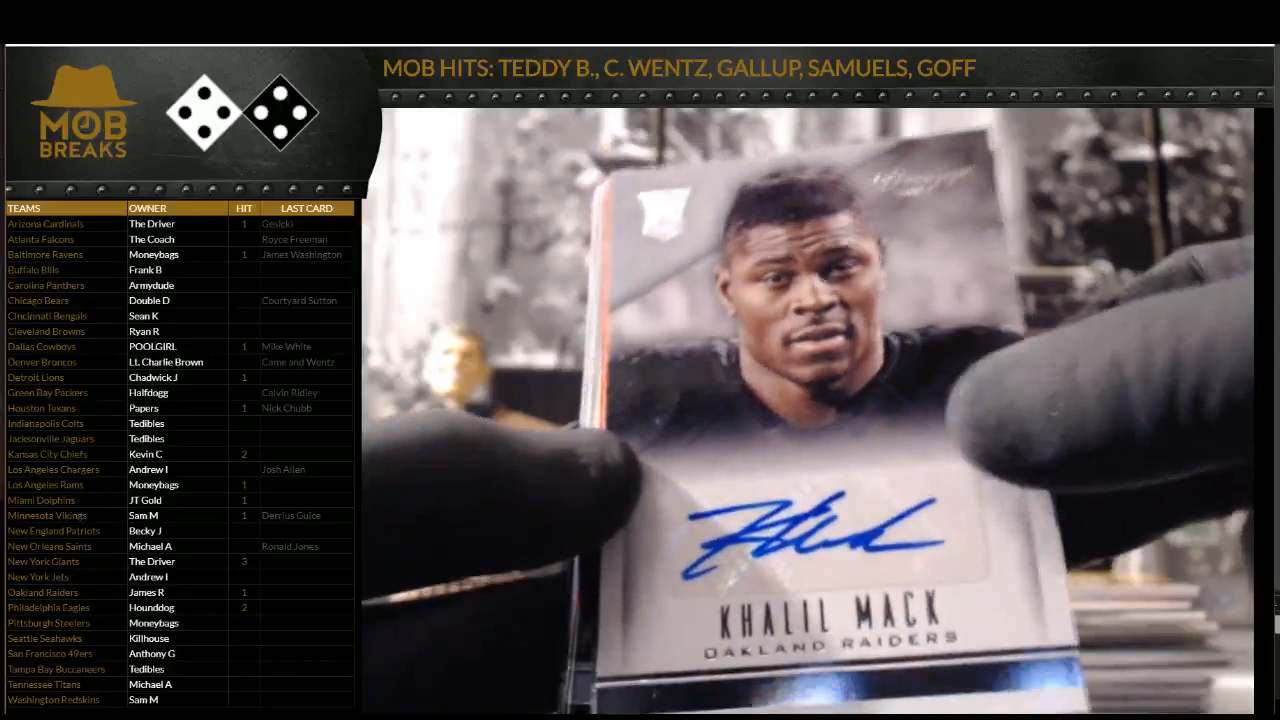 MOB HITS: TEDDY B., C. WENTZ, GALLUP, SAMUELS, GOFF
MOB
BREAKS
TEAMS OWNER HIT LAST CARD
Arizona Cardinals The Driver 1 Gesicki
Atlanta Falcons The Coach Royce Freeman
Baltimore Ravens Moneybags 1 James Washington
Buffalo Bills Frank B
Carolina Panthers Armydude
Chicago Bears Double D Courtyard Sutton
Cincinnati Bengals Sean K
Cleveland Browns Ryan R
Dallas Cowboys POOLGIRL 1 Mike White
Denver Broncos Lt. Charlie Brown Came and Wentz
Detroit Lions Chadwick J 1
Green Bay Packers Halfdogg Calvin Ridley
Houston Texans Papers 1 Nick Chubb
Indianapolis Colts Tedibles
Jacksonville Jaguars Tedibles
Kansas City Chiefs Kevin C 2
Los Angeles Chargers Andrew I Josh Allen
Los Angeles Rams Moneybags 1
Miami Dolphins JT Gold 1
Minnesota Vikings Sam M 1 Derrius Guice
New England Patriots Becky J
New Orleans Saints Michael A Ronald Jones
New York Giants The Driver 3
New York Jets Andrew I
Oakland Raiders James R 1
Philadelphia Eagles Hounddog 2
Pittsburgh Steelers Moneybags
Seattle Seahawks Killhouse
San Francisco 49ers Anthony G
Tampa Bay Buccaneers Tedibles
Tennessee Titans Michael A
Washington Redskins Sam M
KHALIL MACK
OAKLAND RAIDERS